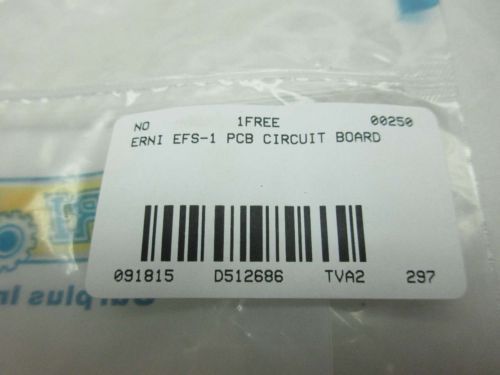 NO 1FREE 00250
ERNI EFS-1 PCB CIRCUIT BOARD
091815 D512686 TVA2 297
Surplus In